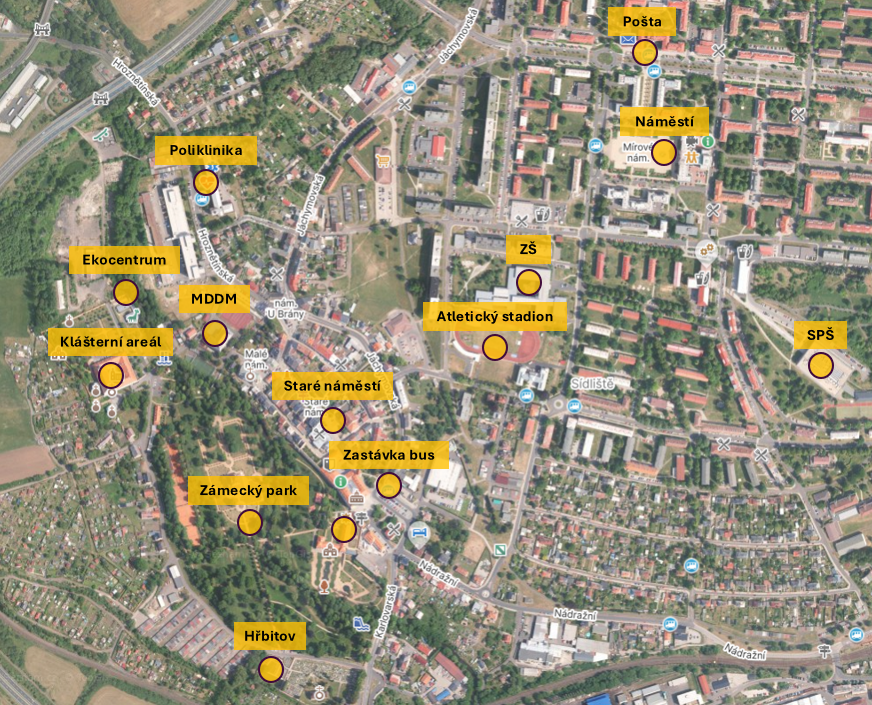 Pošta
Jáchymovská
Hroznětínská
Náměstí
Mírové
nám.
Poliklinika
Jáchymovská
ZŠ
Hroznětínská
Ekocentrum
MDDM
nám.
U Brány
Atletický stadion
Klášterní areál
SPŠ
Malé
nám.
Staré náměstí
Sídliště
Staré
nám.
Zastávka bus
Zámecký park
Nádražní
Karlovarská
Nádražní
Hřbitov
Nádražní